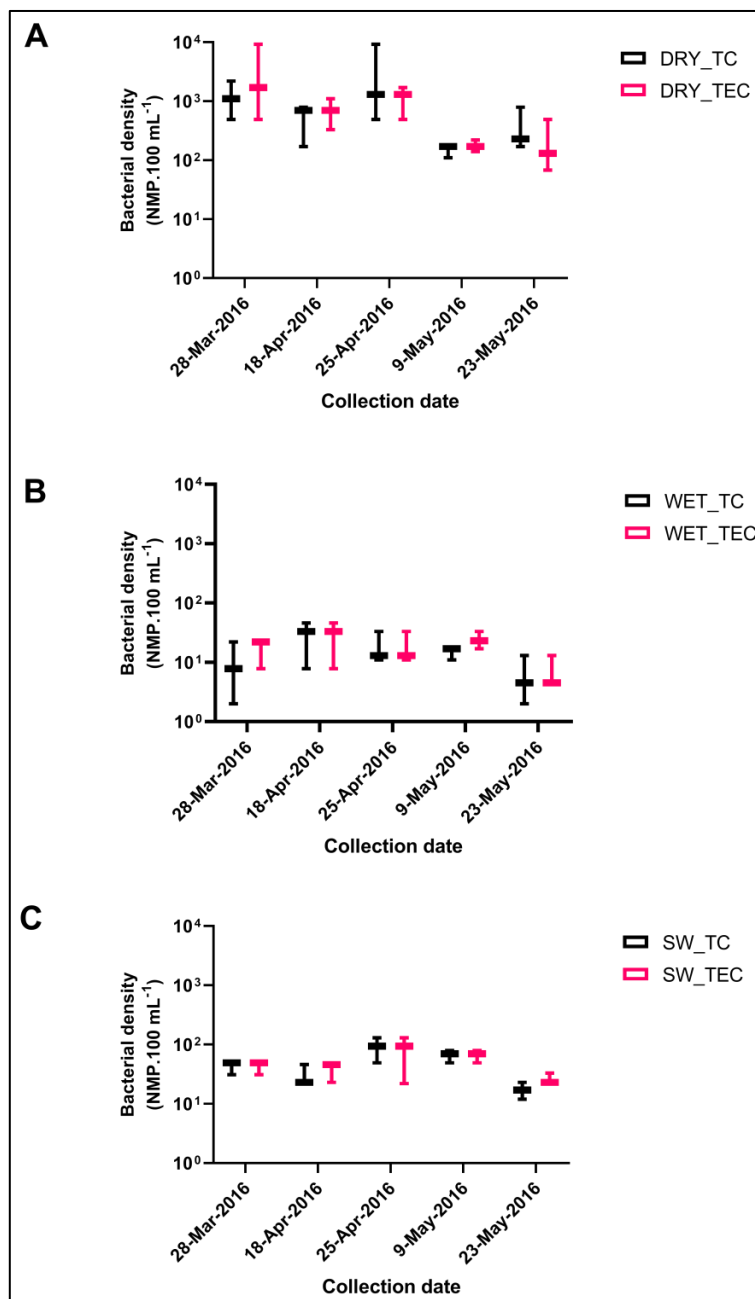 A
10⁴
10³
10²
10¹
10⁰
Bacterial density
(NMP.100 mL⁻¹)
28-Mar-2016
18-Apr-2016
25-Apr-2016
9-May-2016
23-May-2016
Collection date
DRY_TC
DRY_TEC
B
10⁴
10³
10²
10¹
10⁰
Bacterial density
(NMP.100 mL⁻¹)
28-Mar-2016
18-Apr-2016
25-Apr-2016
9-May-2016
23-May-2016
Collection date
WET_TC
WET_TEC
C
10⁴
10³
10²
10¹
10⁰
Bacterial density
(NMP.100 mL⁻¹)
28-Mar-2016
18-Apr-2016
25-Apr-2016
9-May-2016
23-May-2016
Collection date
SW_TC
SW_TEC